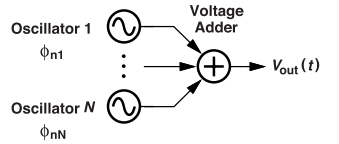 Oscillator 1
ϕn1
Voltage
Adder
Vout(t)
Oscillator N
ϕnN